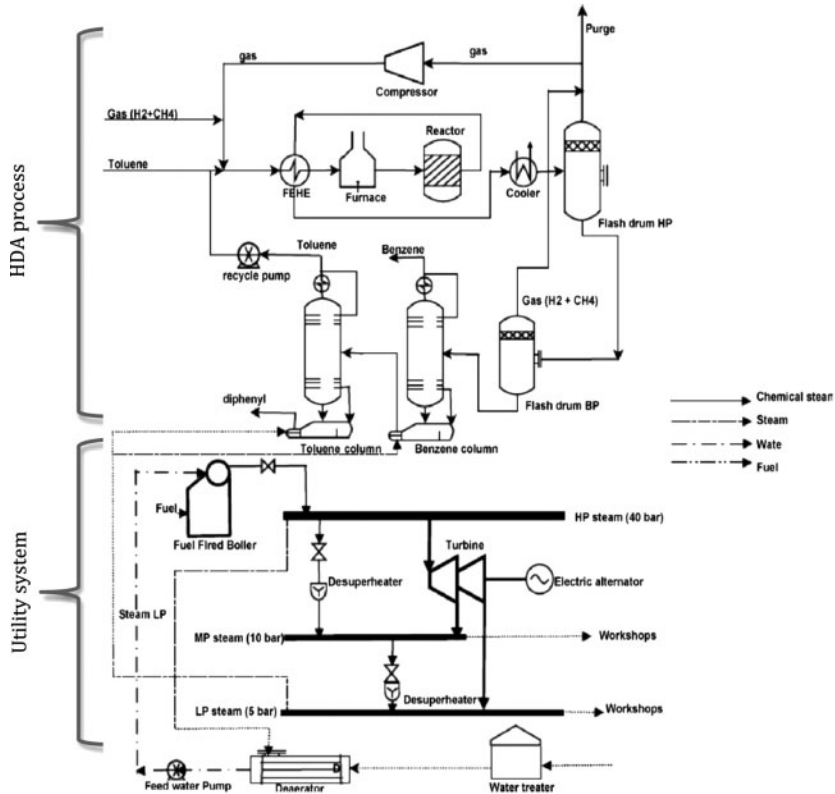 Purge
gas
gas
Compressor
Gas (H2+CH4)
Reactor
Toluene
FEHE
Furnace
Cooler
Flash drum HP
HDA process
Toluene
Benzene
recycle pump
Gas (H2 + CH4)
diphenyl
Flash drum BP
Toluene column
Benzene column
Chemical steam
Steam
Wate
Fuel
Fuel
Fuel Fired Boiler
HP steam (40 bar)
Turbine
Desuperheater
Electric alternator
Utility system
Steam LP
MP steam (10 bar)
Workshops
Desuperheater
LP steam (5 bar)
Workshops
D
Feed water Pump
Deaerator
Water treater